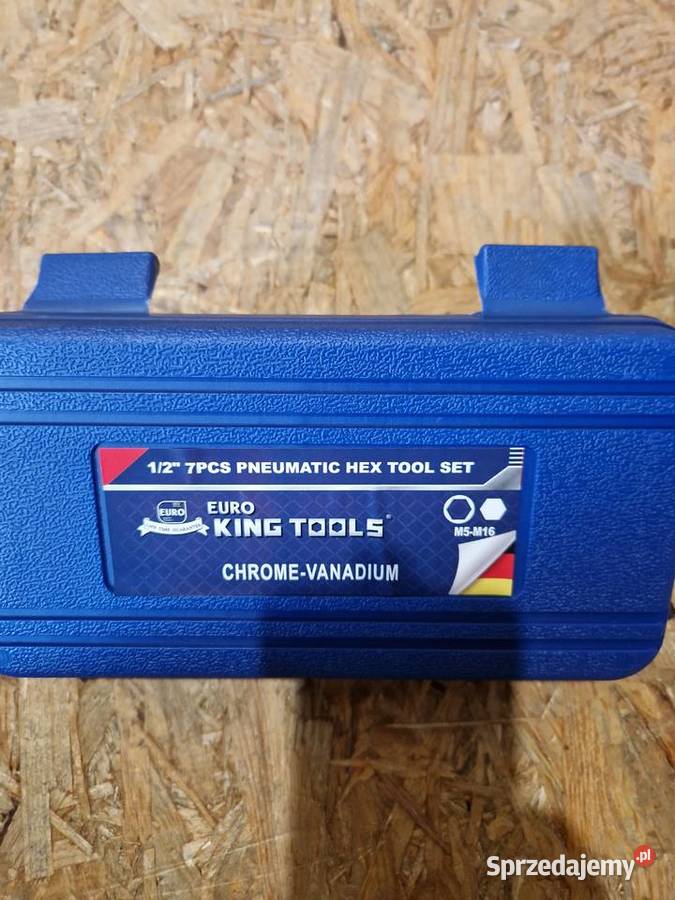 1/2" 7PCS PNEUMATIC HEX TOOL SET
EURO
EURO
KING TOOLS®
M5-M16
CHROME-VANADIUM
Sprzedajemy.pl